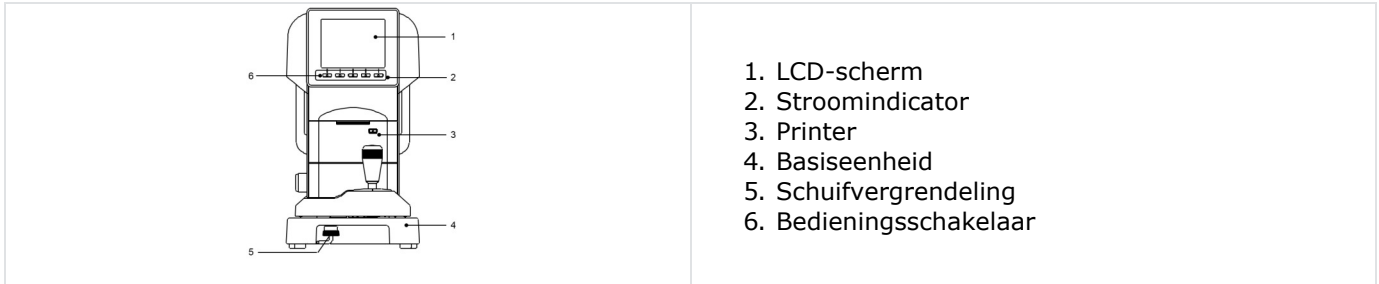 1
6
2
3
4
5
1. LCD-scherm
2. Stroomindicator
3. Printer
4. Basiseenheid
5. Schuifvergrendeling
6. Bedieningsschakelaar